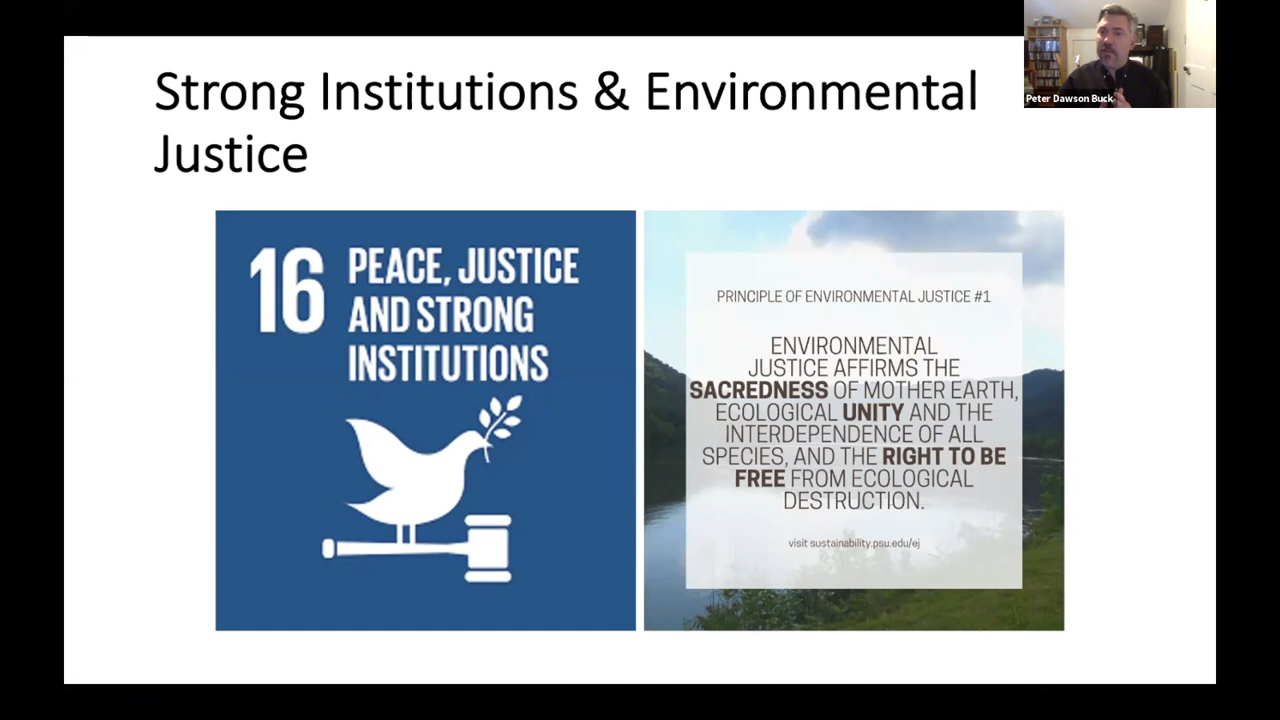 Strong Institutions & Environmental
Justice
Peter Dawson Buck
16 PEACE, JUSTICE
AND STRONG
INSTITUTIONS
PRINCIPLE OF ENVIRONMENTAL JUSTICE #1
ENVIRONMENTAL
JUSTICE AFFIRMS THE
SACREDNESS OF MOTHER EARTH,
ECOLOGICAL UNITY AND THE
INTERDEPENDENCE OF ALL
SPECIES, AND THE RIGHT TO BE
FREE FROM ECOLOGICAL
DESTRUCTION.
visit sustainability.psu.edu/ej